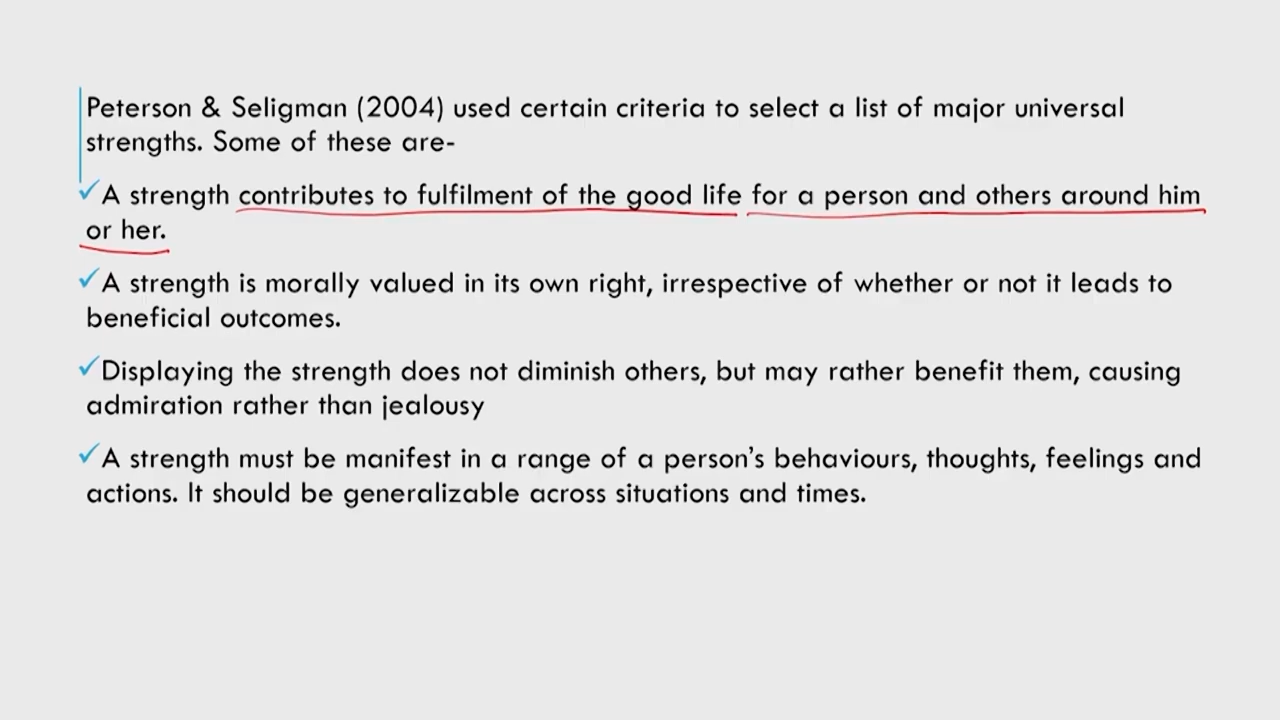 Peterson & Seligman (2004) used certain criteria to select a list of major universal
strengths. Some of these are-
✓A strength contributes to fulfilment of the good life for a person and others around him
or her.
✓A strength is morally valued in its own right, irrespective of whether or not it leads to
beneficial outcomes.
✓Displaying the strength does not diminish others, but may rather benefit them, causing
admiration rather than jealousy
✓A strength must be manifest in a range of a person’s behaviours, thoughts, feelings and
actions. It should be generalizable across situations and times.